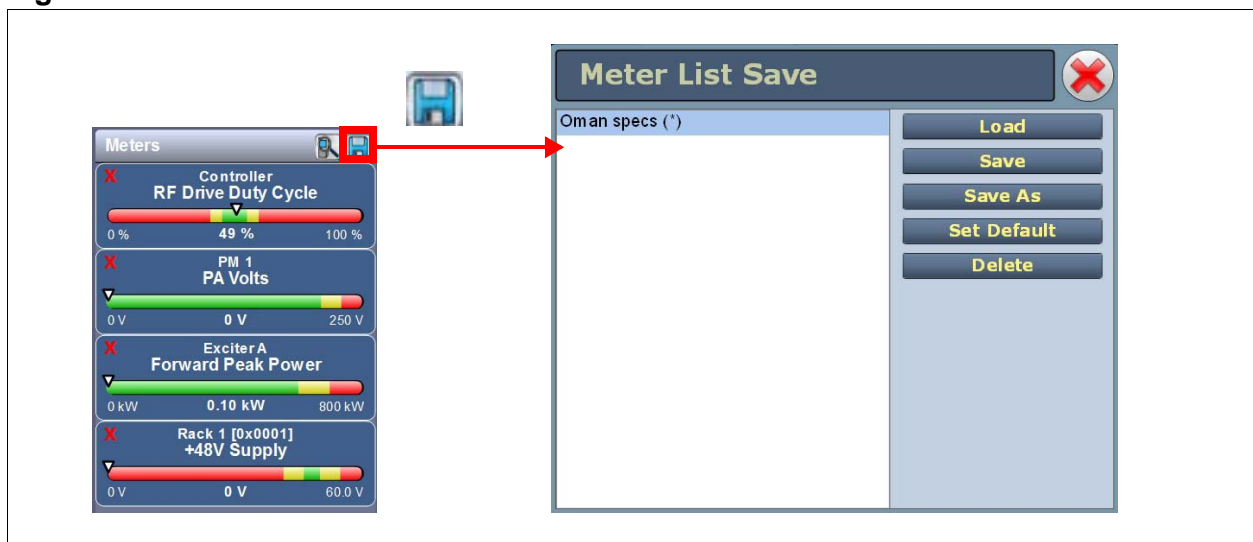 Meters
X Controller
RF Drive Duty Cycle
0 % 49 % 100 %
X PM 1
PA Volts
0 V 0 V 250 V
X Exciter A
Forward Peak Power
0 kW 0.10 kW 800 kW
X Rack 1 [0x0001]
+48V Supply
0 V 0 V 60.0 V
Meter List Save
Oman specs (*)
Load
Save
Save As
Set Default
Delete